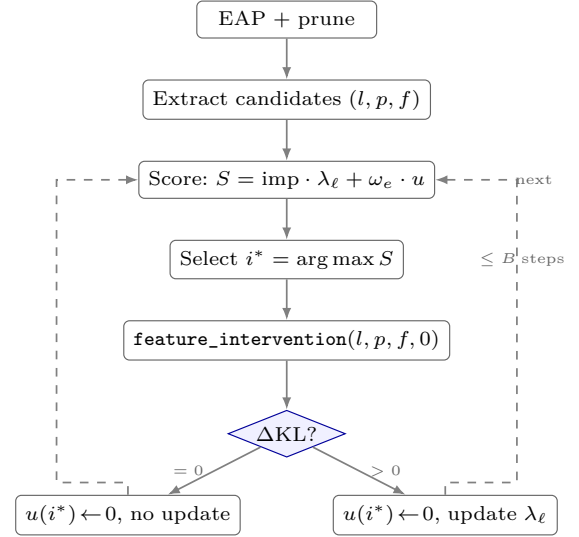 EAP + prune
Extract candidates (l, p, f)
Score: S = imp · λ_ℓ + ω_e · u
next
Select i* = arg max S
≤ B steps
feature_intervention(l, p, f, 0)
ΔKL?
= 0
> 0
u(i*) ← 0, no update
u(i*) ← 0, update λ_ℓ